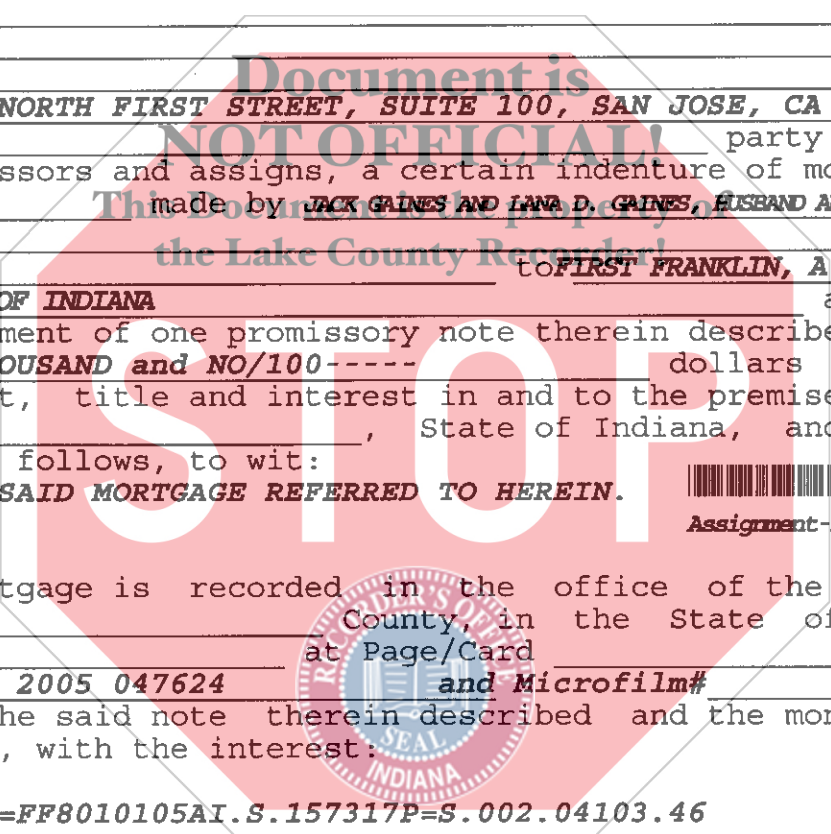 Document is
NORTH FIRST STREET, SUITE 100, SAN JOSE, CA
NOT OFFICIAL!
party
ssors and assigns, a certain indenture of mo
This Document is the property of
made by JACK GAINES AND LANA D. GAINES, HUSBAND A
the Lake County Recorder!
to FIRST FRANKLIN, A
OF INDIANA a
ment of one promissory note therein describe
OUSAND and NO/100----- dollars
t, title and interest in and to the premise
STOP
, State of Indiana, and
follows, to wit:
SAID MORTGAGE REFERRED TO HEREIN.
Assignment-
tgage is recorded in the office of the
County, in the State of
at Page/Card
2005 047624 and Microfilm#
he said note therein described and the mor
, with the interest:
RECORDER'S OFFICE
SEAL
INDIANA
=FF8010105AI.S.157317P=S.002.04103.46